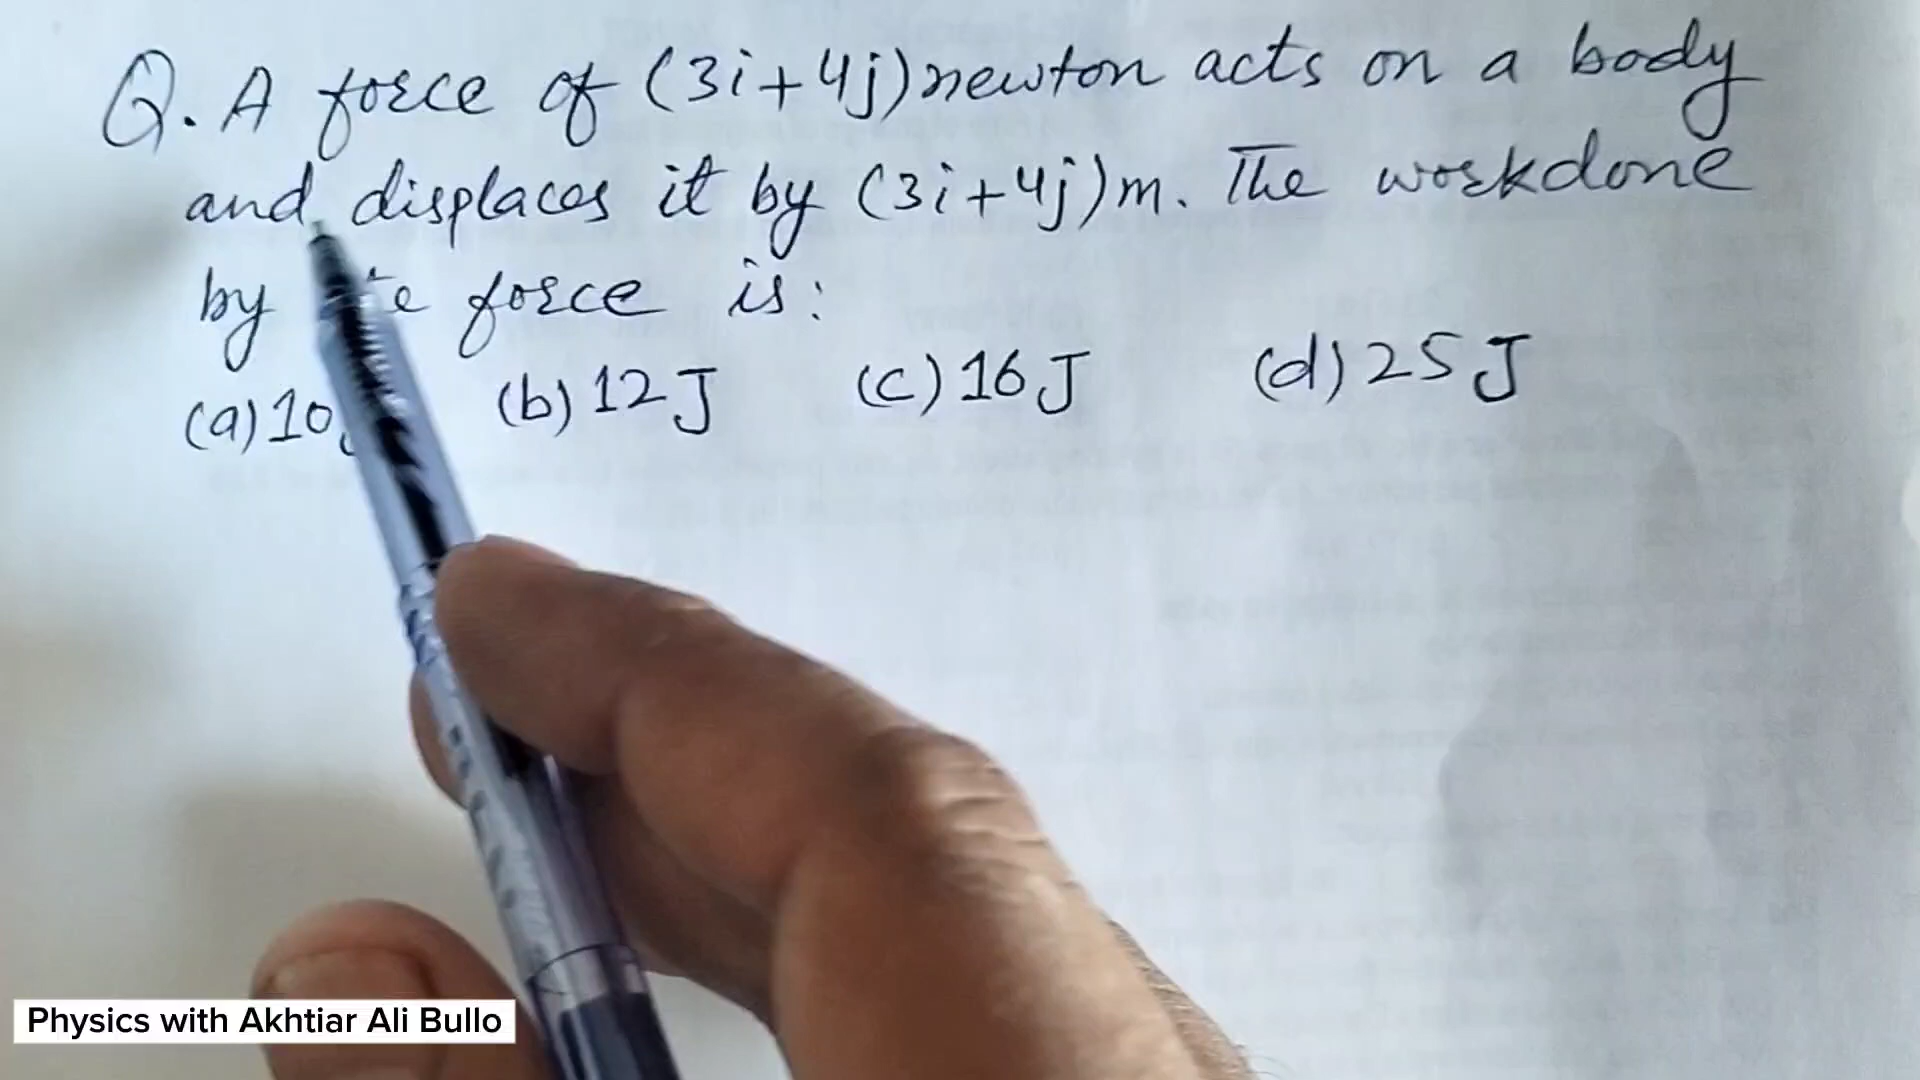 Q. A force of (3i+4j) newton acts on a body
and displaces it by (3i+4j)m. The workdone
by force is:
(a) 10 (b) 12 J (c) 16 J (d) 25 J
Physics with Akhtiar Ali Bullo